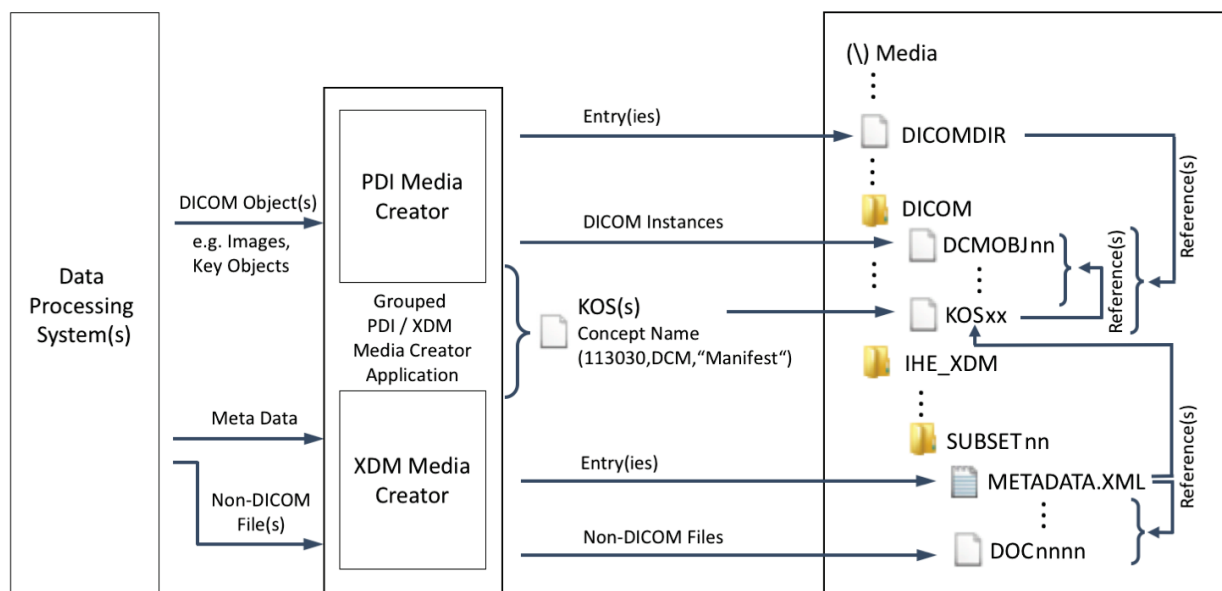 Data
Processing
System(s)
DICOM Object(s)
e.g. Images,
Key Objects
Meta Data
Non-DICOM
File(s)
PDI Media
Creator
Grouped
PDI / XDM
Media Creator
Application
XDM Media
Creator
Entry(ies)
DICOM Instances
KOS(s)
Concept Name
(113030,DCM,“Manifest“)
Entry(ies)
Non-DICOM Files
(\) Media
DICOMDIR
DICOM
DCMOBJnn
KOSxx
IHE_XDM
SUBSETnn
METADATA.XML
DOCnnnn
Reference(s)
Reference(s)
Reference(s)